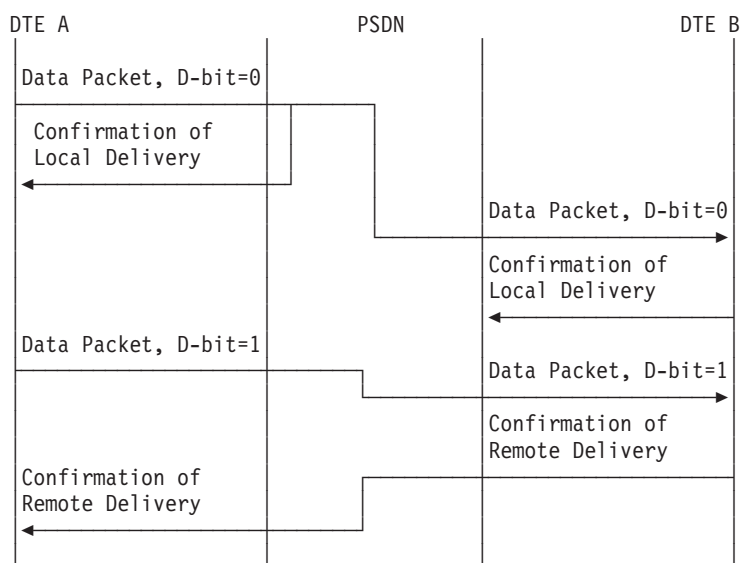 DTE A PSDN DTE B
Data Packet, D-bit=0
Confirmation of
Local Delivery
Data Packet, D-bit=0
Confirmation of
Local Delivery
Data Packet, D-bit=1
Data Packet, D-bit=1
Confirmation of
Remote Delivery
Confirmation of
Remote Delivery